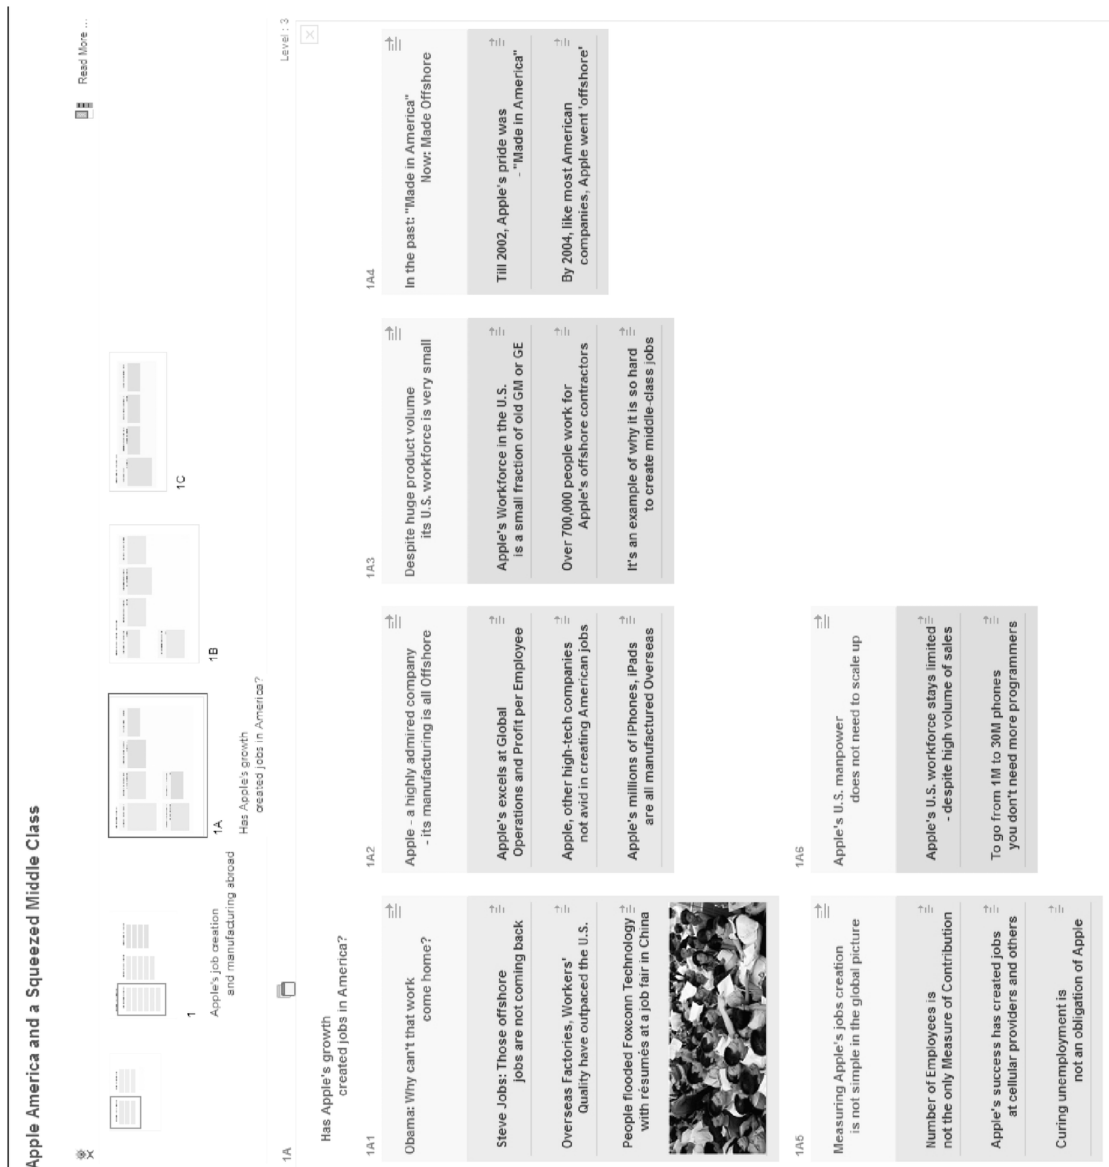 Apple America and a Squeezed Middle Class
Read More ...
1
Apple's job creation
and manufacturing abroad
1A
Has Apple's growth
created jobs in America?
1B
1C
1A
Level : 3
Has Apple's growth
created jobs in America?
1A1
Obama: Why can't that work
come home?
Steve Jobs: Those offshore
jobs are not coming back
Overseas Factories, Workers'
Quality have outpaced the U.S.
People flooded Foxconn Technology
with résumés at a job fair in China
1A2
Apple - a highly admired company
- its manufacturing is all Offshore
Apple's excels at Global
Operations and Profit per Employee
Apple, other high-tech companies
not avid in creating American jobs
Apple's millions of iPhones, iPads
are all manufactured Overseas
1A3
Despite huge product volume
its U.S. workforce is very small
Apple's Workforce in the U.S.
is a small fraction of old GM or GE
Over 700,000 people work for
Apple's offshore contractors
It's an example of why it is so hard
to create middle-class jobs
1A4
In the past: "Made in America"
Now: Made Offshore
Till 2002, Apple's pride was
- "Made in America"
By 2004, like most American
companies, Apple went 'offshore'
1A5
Measuring Apple's jobs creation
is not simple in the global picture
Number of Employees is
not the only Measure of Contribution
Apple's success has created jobs
at cellular providers and others
Curing unemployment is
not an obligation of Apple
1A6
Apple's U.S. manpower
does not need to scale up
Apple's U.S. workforce stays limited
- despite high volume of sales
To go from 1M to 30M phones
you don't need more programmers